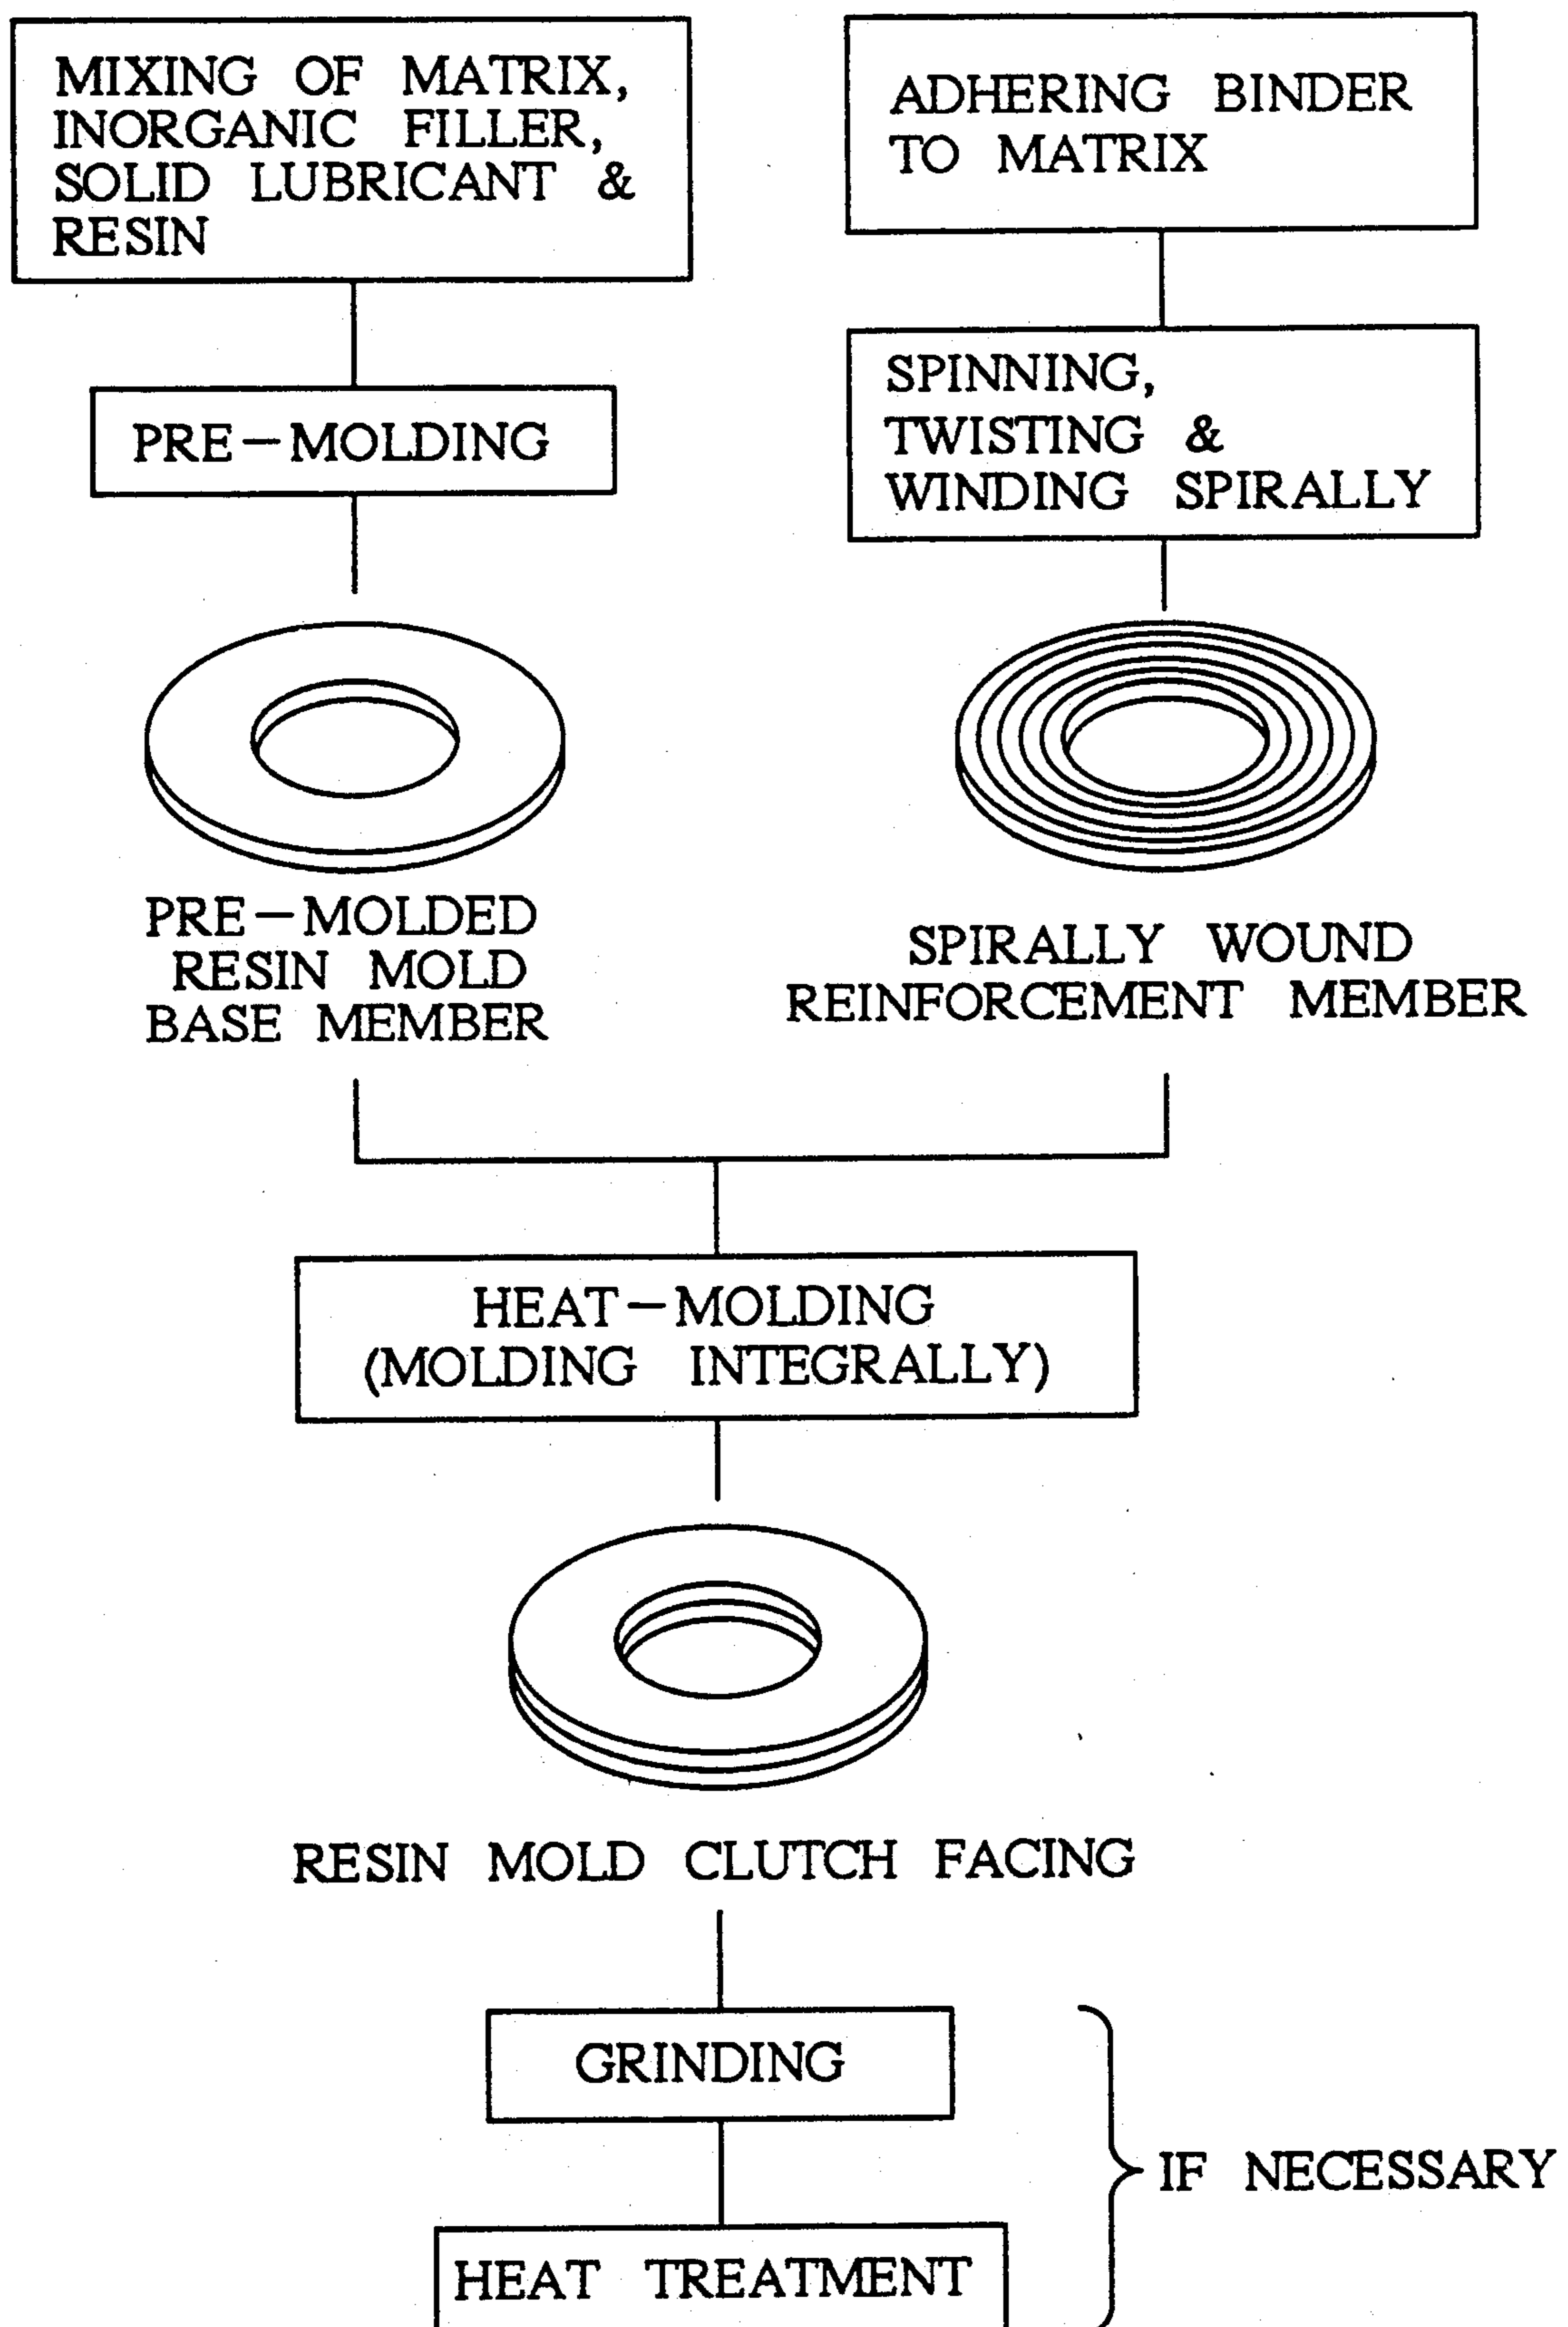 MIXING OF MATRIX,
INORGANIC FILLER,
SOLID LUBRICANT &
RESIN
PRE-MOLDING
PRE-MOLDED
RESIN MOLD
BASE MEMBER
ADHERING BINDER
TO MATRIX
SPINNING,
TWISTING &
WINDING SPIRALLY
SPIRALLY WOUND
REINFORCEMENT MEMBER
HEAT-MOLDING
(MOLDING INTEGRALLY)
RESIN MOLD CLUTCH FACING
GRINDING
HEAT TREATMENT
IF NECESSARY